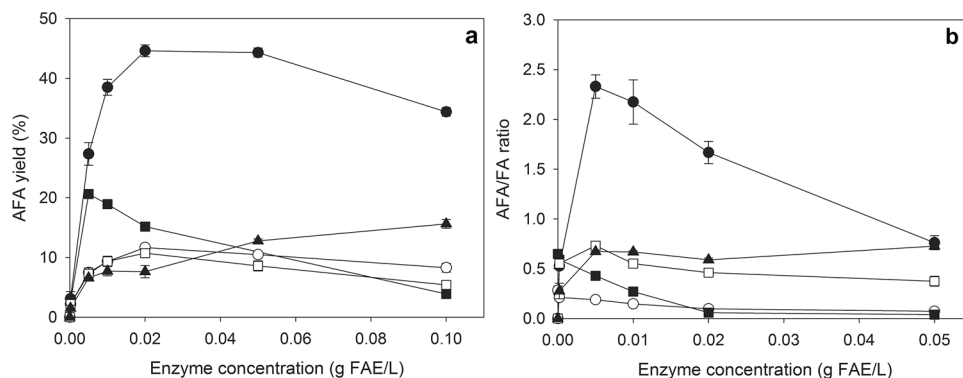 a
AFA yield (%)
50
40
30
20
10
0
0.00 0.02 0.04 0.06 0.08 0.10
Enzyme concentration (g FAE/L)
b
AFA/FA ratio
3.0
2.5
2.0
1.5
1.0
0.5
0.0
0.00 0.01 0.02 0.03 0.04 0.05
Enzyme concentration (g FAE/L)